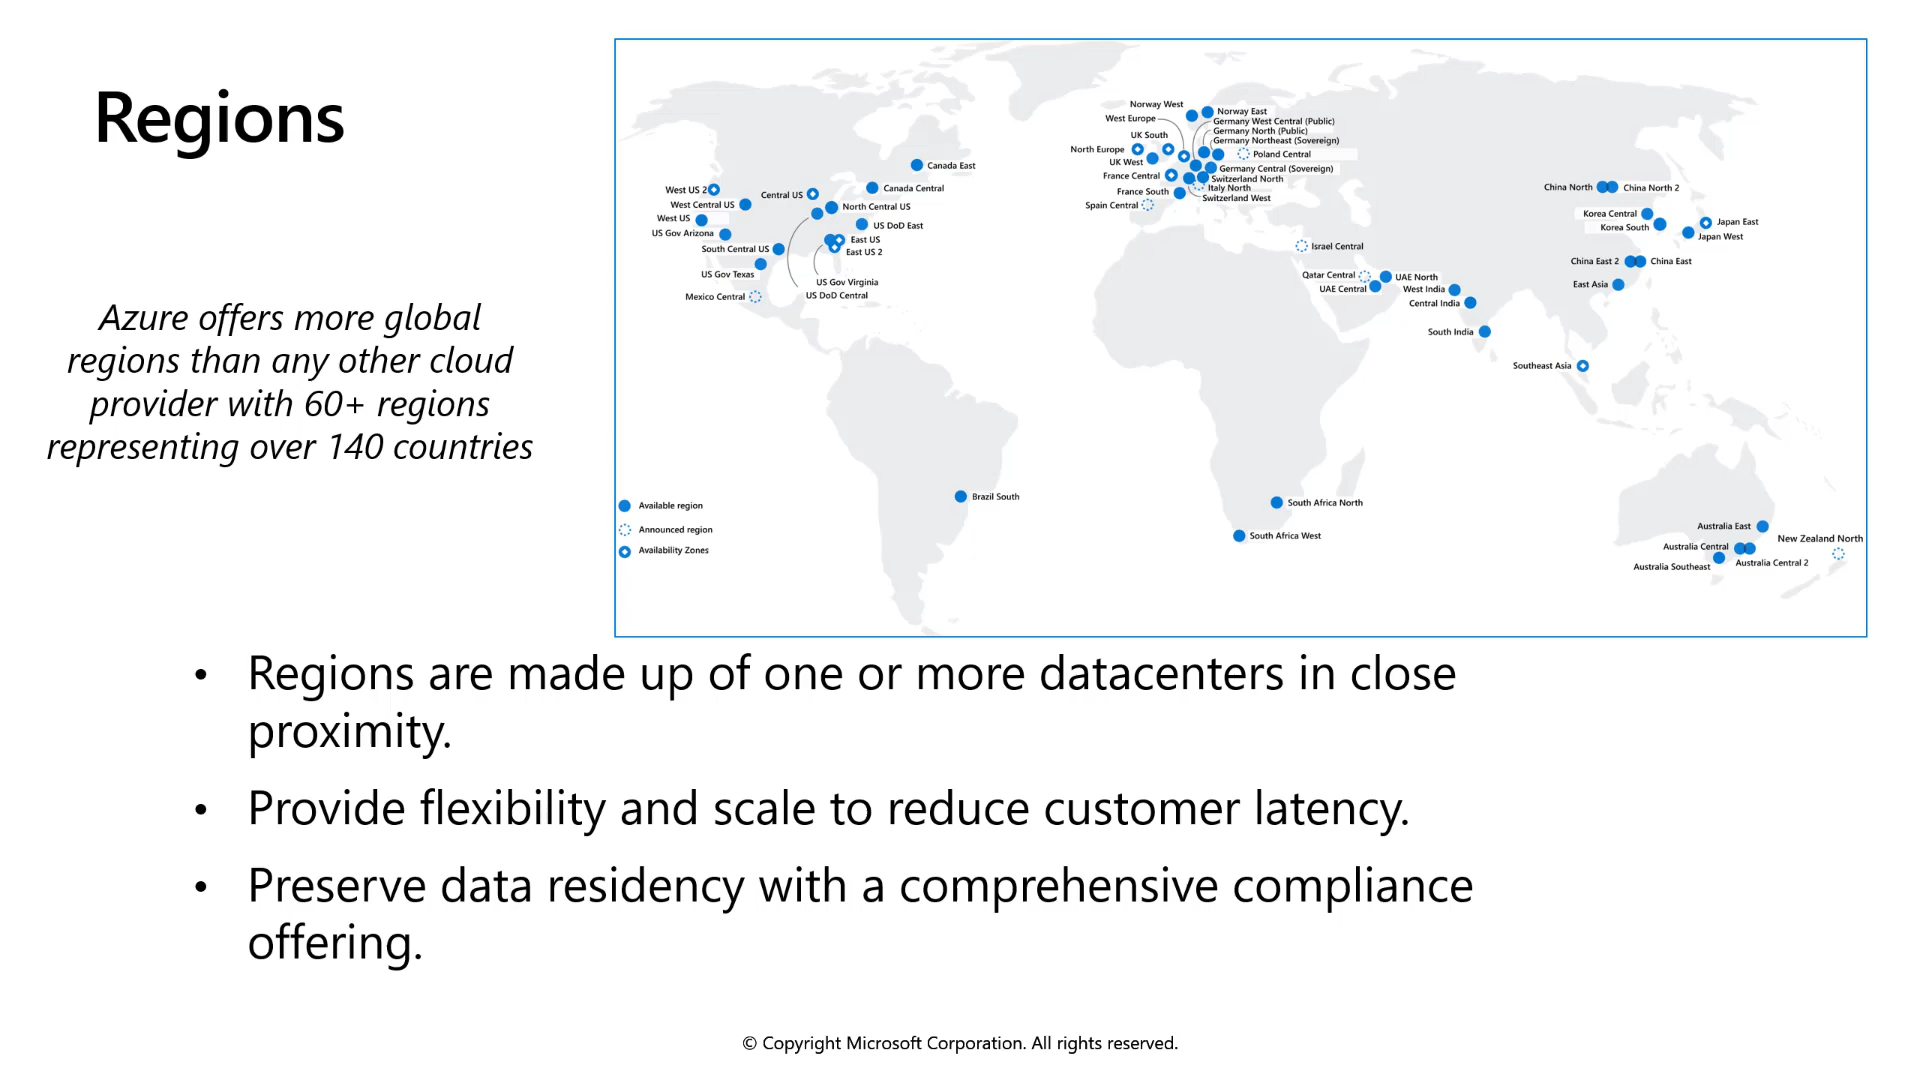 Regions
Azure offers more global
regions than any other cloud
provider with 60+ regions
representing over 140 countries
Norway West
Norway East
West Europe
Germany West Central (Public)
Germany North (Public)
UK South
Germany Northeast (Sovereign)
North Europe
Poland Central
UK West
Germany Central (Sovereign)
France Central
Switzerland North
Italy North
France South
Switzerland West
Spain Central
Canada East
Canada Central
West US 2
Central US
West Central US
North Central US
West US
US DoD East
US Gov Arizona
East US
South Central US
East US 2
US Gov Texas
US Gov Virginia
Mexico Central
US DoD Central
China North
China North 2
Korea Central
Japan East
Korea South
Japan West
Israel Central
China East 2
China East
Qatar Central
UAE North
East Asia
UAE Central
West India
Central India
South India
Southeast Asia
Brazil South
South Africa North
South Africa West
Australia East
New Zealand North
Australia Central
Australia Central 2
Australia Southeast
Available region
Announced region
Availability Zones
• Regions are made up of one or more datacenters in close
proximity.
• Provide flexibility and scale to reduce customer latency.
• Preserve data residency with a comprehensive compliance
offering.
© Copyright Microsoft Corporation. All rights reserved.